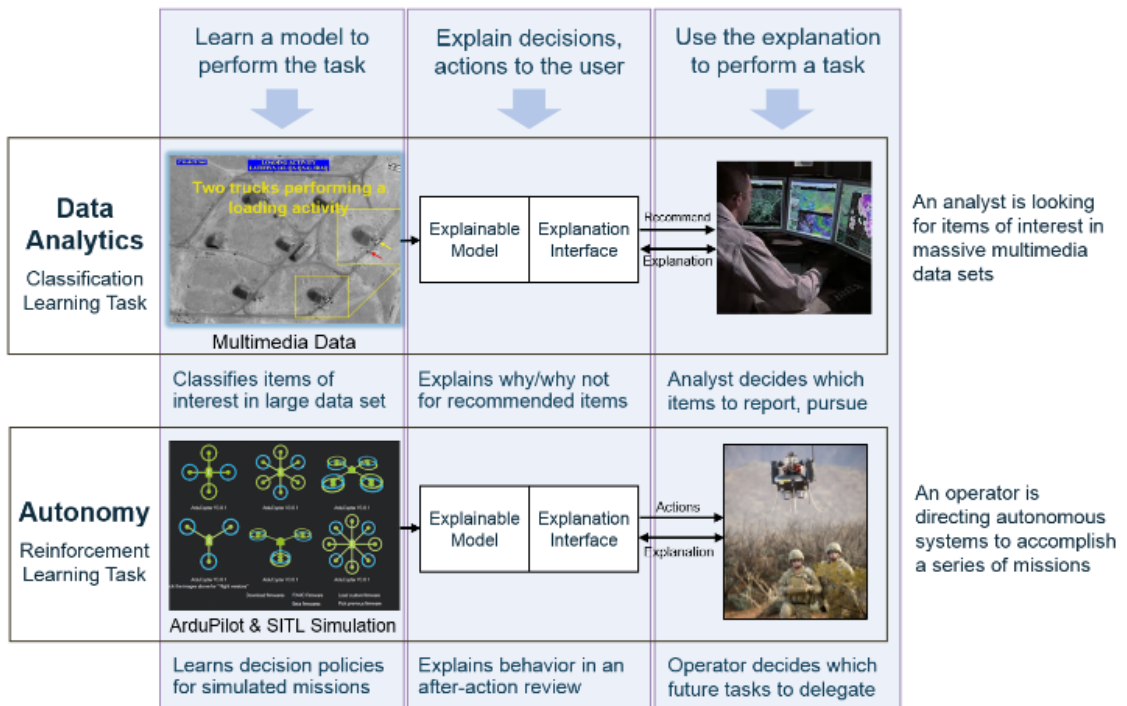 Learn a model to
perform the task
Explain decisions,
actions to the user
Use the explanation
to perform a task
Data
Analytics
Classification
Learning Task
LOADING ACTIVITY
Two trucks performing a
loading activity
Multimedia Data
Explainable
Model
Explanation
Interface
Recommend
Explanation
An analyst is looking
for items of interest in
massive multimedia
data sets
Classifies items of
interest in large data set
Explains why/why not
for recommended items
Analyst decides which
items to report, pursue
Autonomy
Reinforcement
Learning Task
ArduPilot & SITL Simulation
Explainable
Model
Explanation
Interface
Actions
Explanation
An operator is
directing autonomous
systems to accomplish
a series of missions
Learns decision policies
for simulated missions
Explains behavior in an
after-action review
Operator decides which
future tasks to delegate